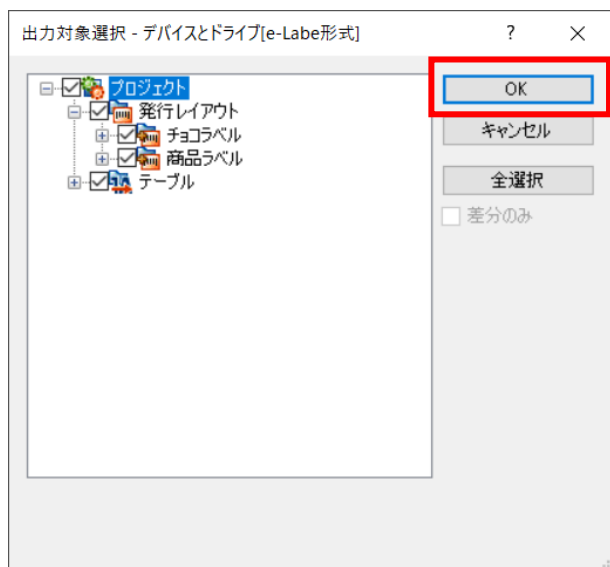 出力対象選択 - デバイスとドライブ[e-Labe形式]
?
プロジェクト
発行レイアウト
チョコラベル
商品ラベル
テーブル
OK
キャンセル
全選択
差分のみ